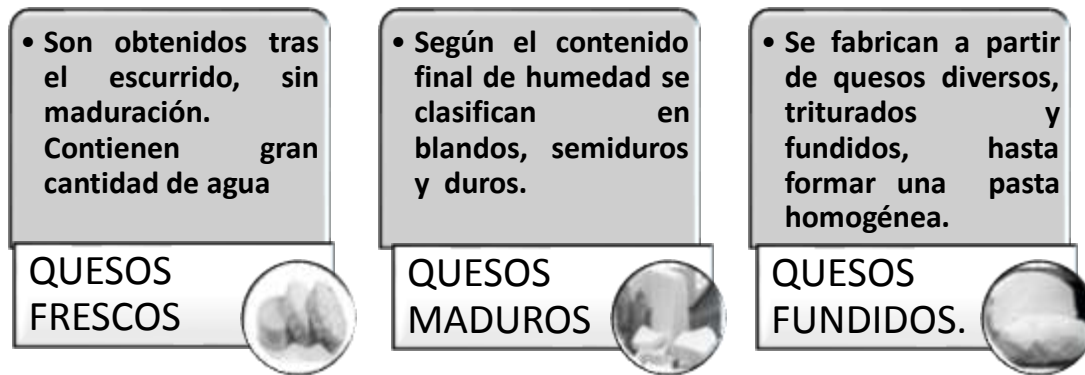 • Son obtenidos tras
el escurrido, sin
maduración.
Contienen gran
cantidad de agua
QUESOS
FRESCOS
• Según el contenido
final de humedad se
clasifican en
blandos, semiduros
y duros.
QUESOS
MADUROS
• Se fabrican a partir
de quesos diversos,
triturados y
fundidos, hasta
formar una pasta
homogénea.
QUESOS
FUNDIDOS.